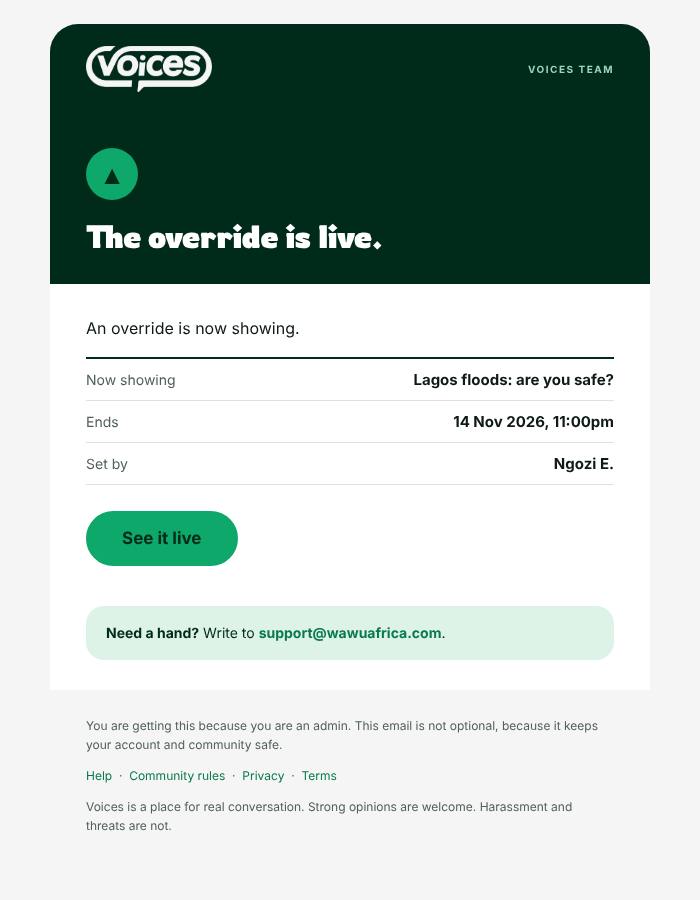 Voices
VOICES TEAM
The override is live.
An override is now showing.
Now showing Lagos floods: are you safe?
Ends 14 Nov 2026, 11:00pm
Set by Ngozi E.
See it live
Need a hand? Write to support@wawuafrica.com.
You are getting this because you are an admin. This email is not optional, because it keeps
your account and community safe.
Help · Community rules · Privacy · Terms
Voices is a place for real conversation. Strong opinions are welcome. Harassment and
threats are not.